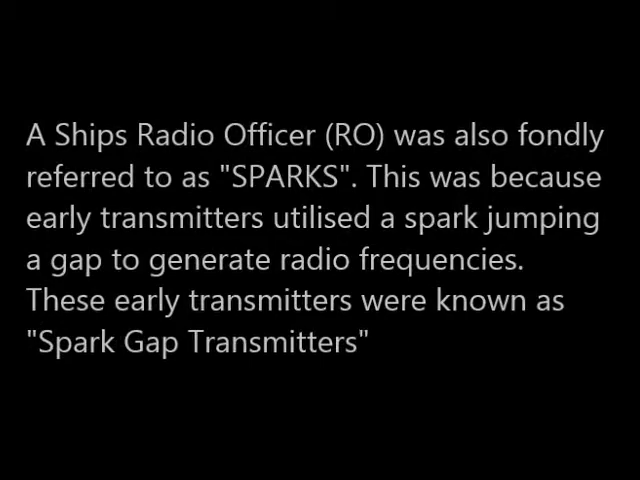 A Ships Radio Officer (RO) was also fondly
referred to as "SPARKS". This was because
early transmitters utilised a spark jumping
a gap to generate radio frequencies.
These early transmitters were known as
"Spark Gap Transmitters"